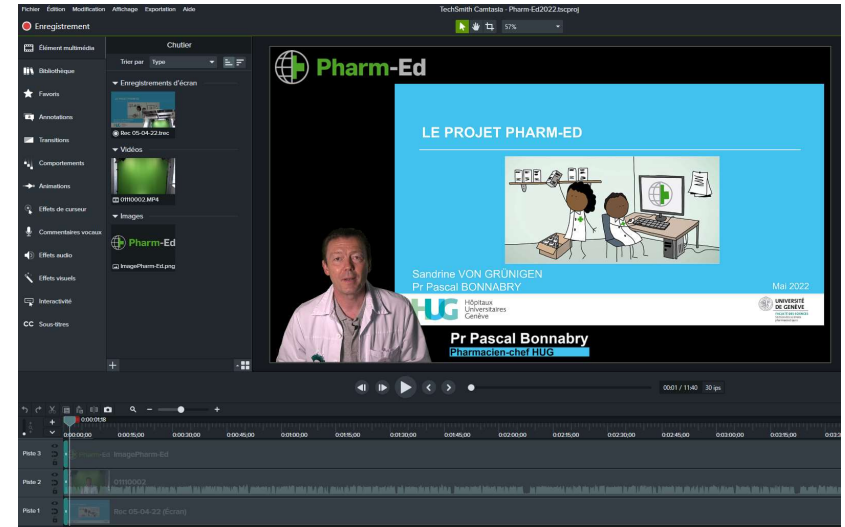 Fichier Édition Modification Affichage Exportation Aide
TechSmith Camtasia - Pharm-Ed2022.tscproj
Enregistrement
57%
Élément multimédia
Bibliothèque
Favoris
Annotations
Transitions
Comportements
Animations
Effets de curseur
Commentaires vocaux
Effets audio
Effets visuels
Interactivité
CC Sous-titres
Chutier
Trier par Type
Enregistrements d'écran
Rec 05-04-22.trec
Vidéos
01110002.MP4
Images
Pharm-Ed
ImagePharm-Ed.png
Pharm-Ed
LE PROJET PHARM-ED
Sandrine VON GRÜNIGEN
Pr Pascal BONNABRY
Mai 2022
HUG Hôpitaux
Universitaires
Genève
UNIVERSITÉ
DE GENÈVE
Pr Pascal Bonnabry
Pharmacien-chef HUG
00:01 / 11:40 30 ips
0:00:01;18
0:00:00;00 0:00:15;00 0:00:30;00 0:00:45;00 0:01:00;00 0:01:15;00 0:01:30;00 0:01:45;00 0:02:00;00 0:02:15;00 0:02:30;00 0:02:45;00 0:03:00;00 0:03:15;00
Piste 3 ImagePharm-Ed
Piste 2 01110002
Piste 1 Rec 05-04-22 (Écran)